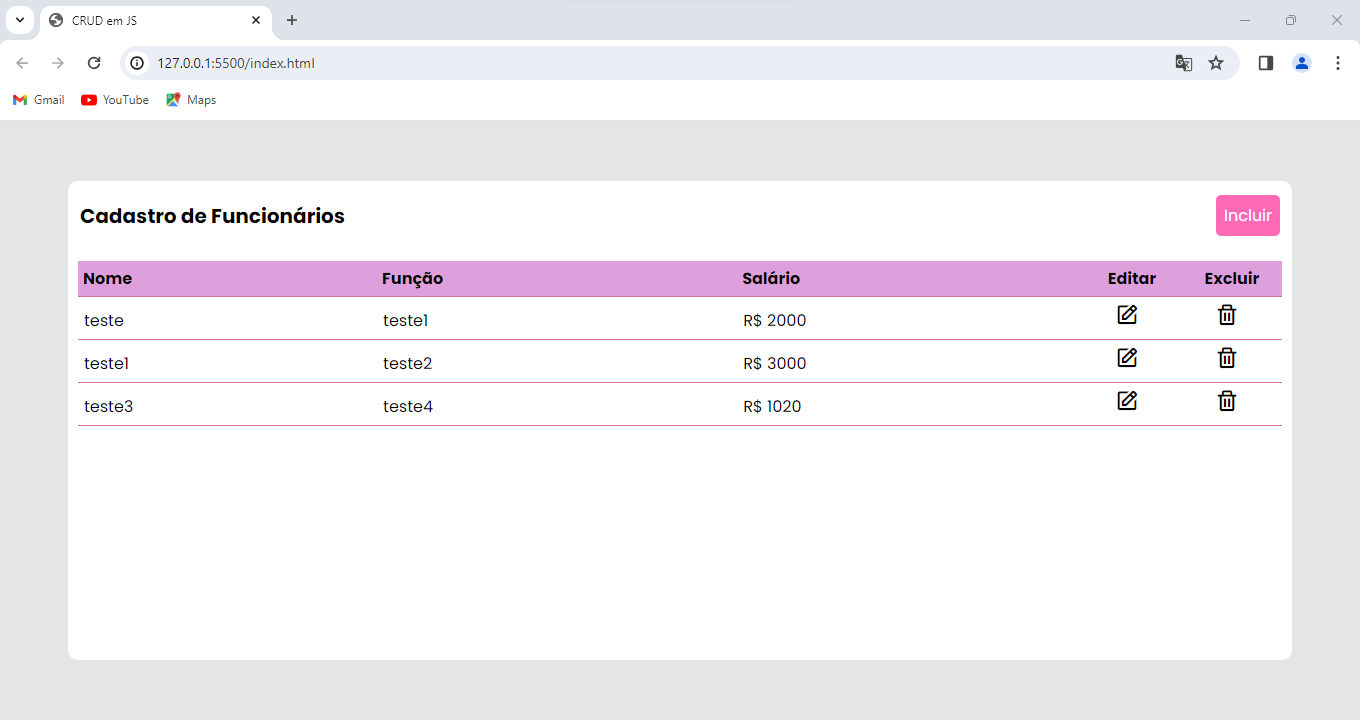 CRUD em JS
127.0.0.1:5500/index.html
Gmail YouTube Maps
Cadastro de Funcionários Incluir
Nome Função Salário Editar Excluir
teste teste1 R$ 2000
teste1 teste2 R$ 3000
teste3 teste4 R$ 1020